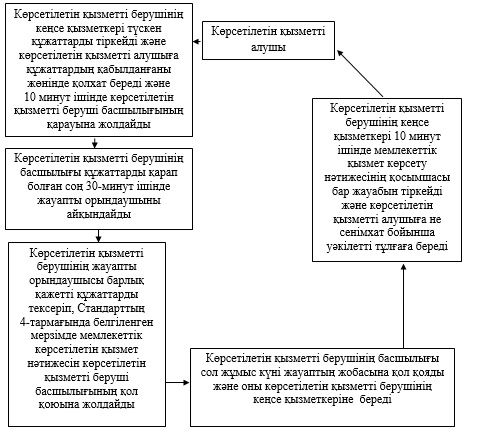 Көрсетілетін қызметті берушінің
кеңсе қызметкері түскен
құжаттарды тіркейді және
көрсетілетін қызметті алушыға
құжаттардың қабылданғаны
жөнінде қолхат береді және
10 минут ішінде көрсетілетін
қызметті беруші басшылығының
қарауына жолдайды
Көрсетілетін қызметті
алушы
Көрсетілетін қызметті берушінің
басшылығы құжаттарды қарап
болған соң 30-минут ішінде
жауапты орындаушыны
айқындайды
Көрсетілетін қызметті
берушінің жауапты
орындаушысы барлық
қажетті құжаттарды
тексеріп, Стандарттың
4-тармағында белгіленген
мерзімде мемлекеттік
көрсетілетін қызмет
нәтижесін көрсетілетін
қызметті беруші
басшылығының қол
қоюына жолдайды
Көрсетілетін қызметті берушінің басшылығы
сол жұмыс күні жауаптың жобасына қол қояды
және оны көрсетілетін қызметті берушінің
кеңсе қызметкеріне береді
Көрсетілетін қызметті
берушінің кеңсе
қызметкері 10 минут
ішінде мемлекеттік
қызмет көрсету
нәтижесінің қосымшасы
бар жауабын тіркейді
және көрсетілетін
қызметті алушыға не
сенімхат бойынша
уәкілетті тұлғаға береді